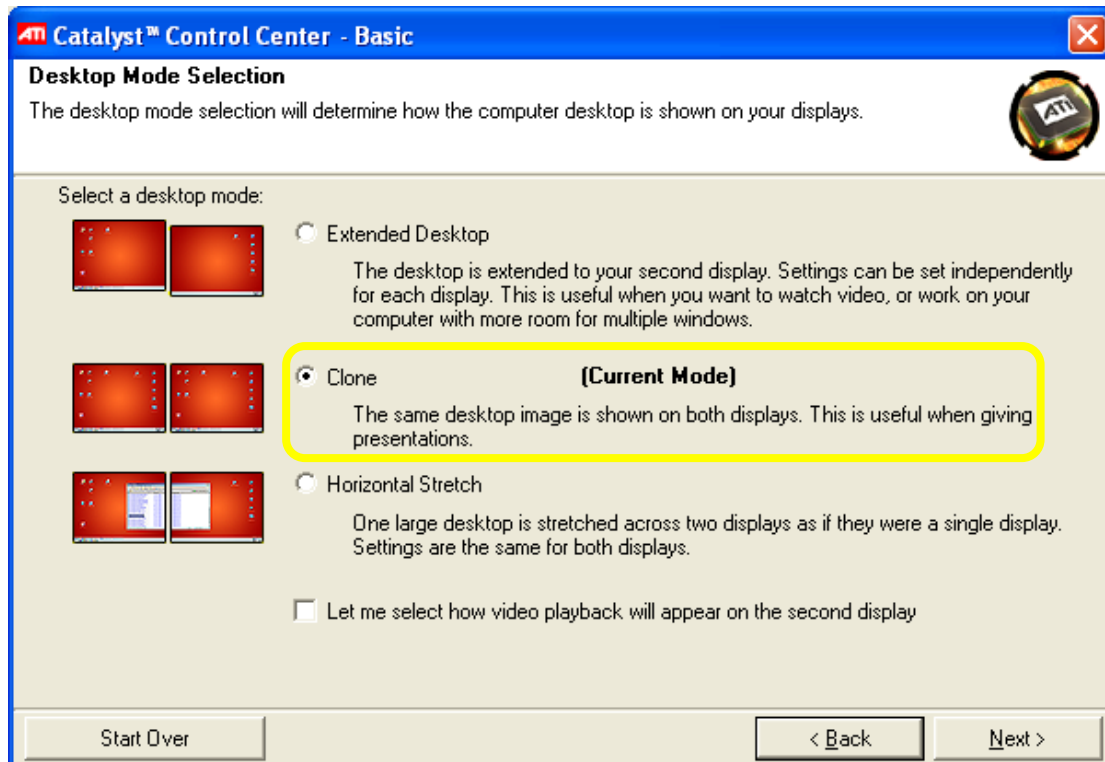 ATI Catalyst™ Control Center - Basic
Desktop Mode Selection
The desktop mode selection will determine how the computer desktop is shown on your displays.
ATI
Select a desktop mode:
Extended Desktop
The desktop is extended to your second display. Settings can be set independently
for each display. This is useful when you want to watch video, or work on your
computer with more room for multiple windows.
Clone (Current Mode)
The same desktop image is shown on both displays. This is useful when giving
presentations.
Horizontal Stretch
One large desktop is stretched across two displays as if they were a single display.
Settings are the same for both displays.
Let me select how video playback will appear on the second display
Start Over < Back Next >